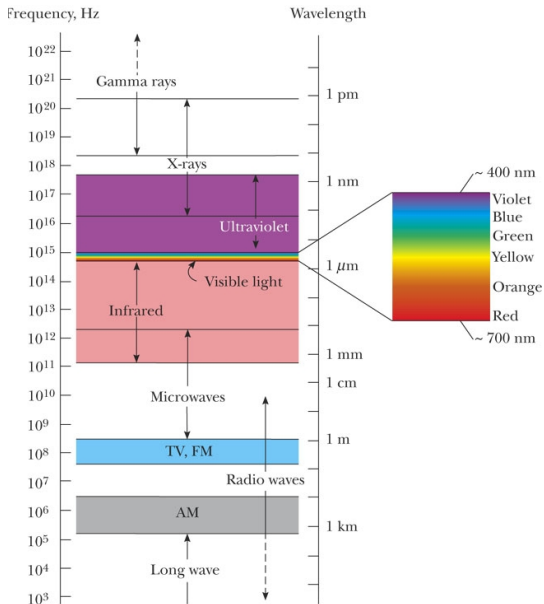 Frequency, Hz
Wavelength
10²²
10²¹
Gamma rays
10²⁰
1 pm
10¹⁹
10¹⁸
X-rays
~ 400 nm
10¹⁷
1 nm
Violet
10¹⁶
Blue
Ultraviolet
Green
10¹⁵
Yellow
1 μm
10¹⁴
Visible light
Orange
10¹³
Infrared
Red
10¹²
~ 700 nm
1 mm
10¹¹
1 cm
10¹⁰
Microwaves
10⁹
1 m
10⁸
TV, FM
10⁷
Radio waves
10⁶
AM
1 km
10⁵
10⁴
Long wave
10³